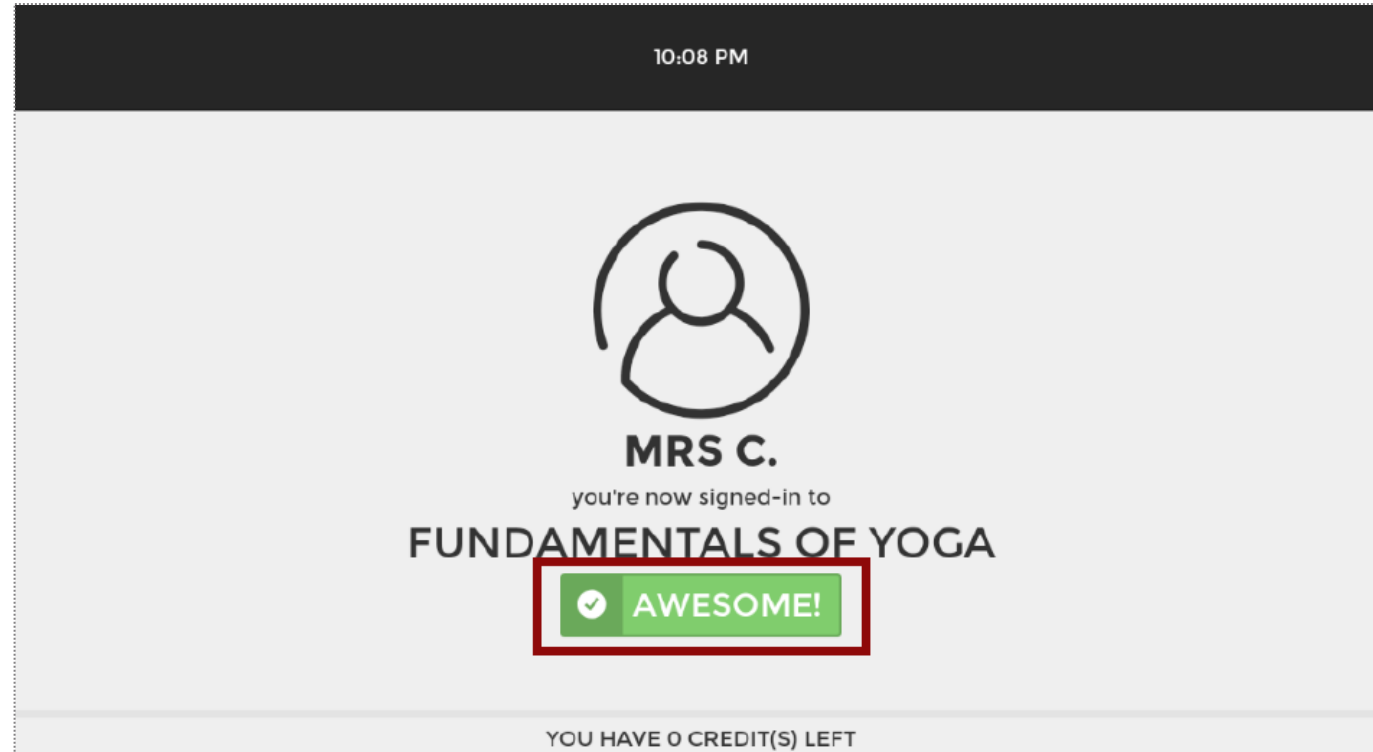 10:08 PM
MRS C.
you're now signed-in to
FUNDAMENTALS OF YOGA
AWESOME!
YOU HAVE 0 CREDIT(S) LEFT